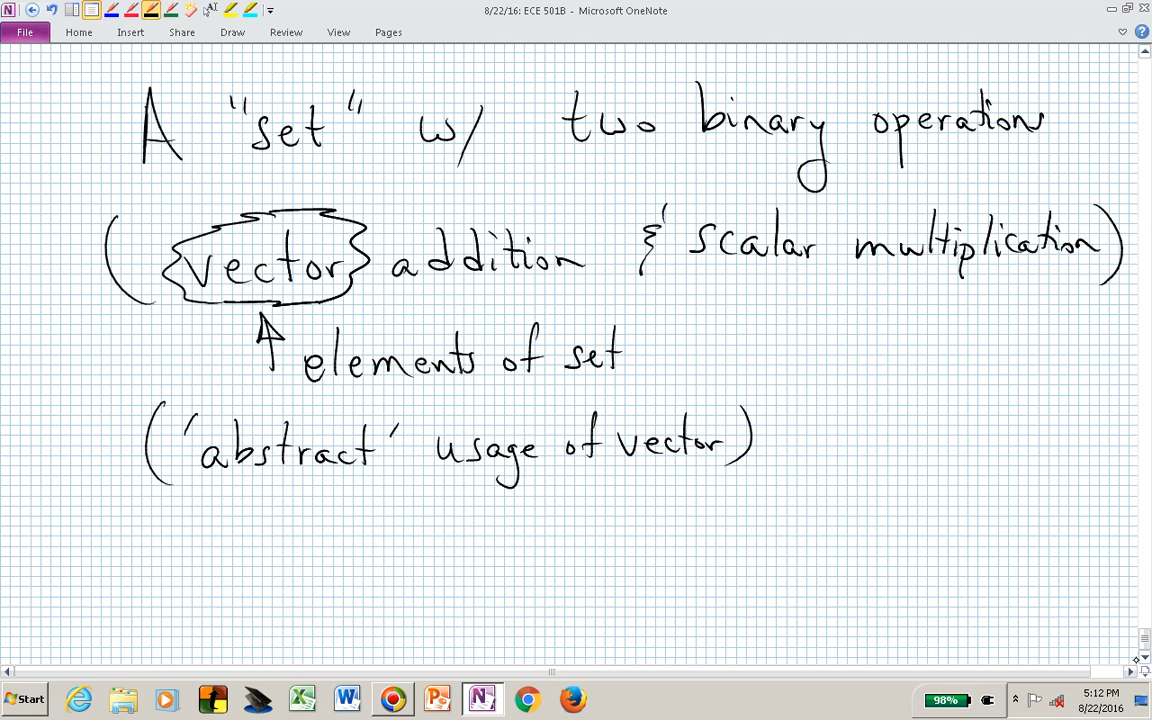 8/22/16: ECE 501B - Microsoft OneNote
File Home Insert Share Draw Review View Pages
A "set" w/ two binary operations
({vector} addition & scalar multiplication)
elements of set
('abstract' usage of vector)
Start 98% 5:12 PM
8/22/2016